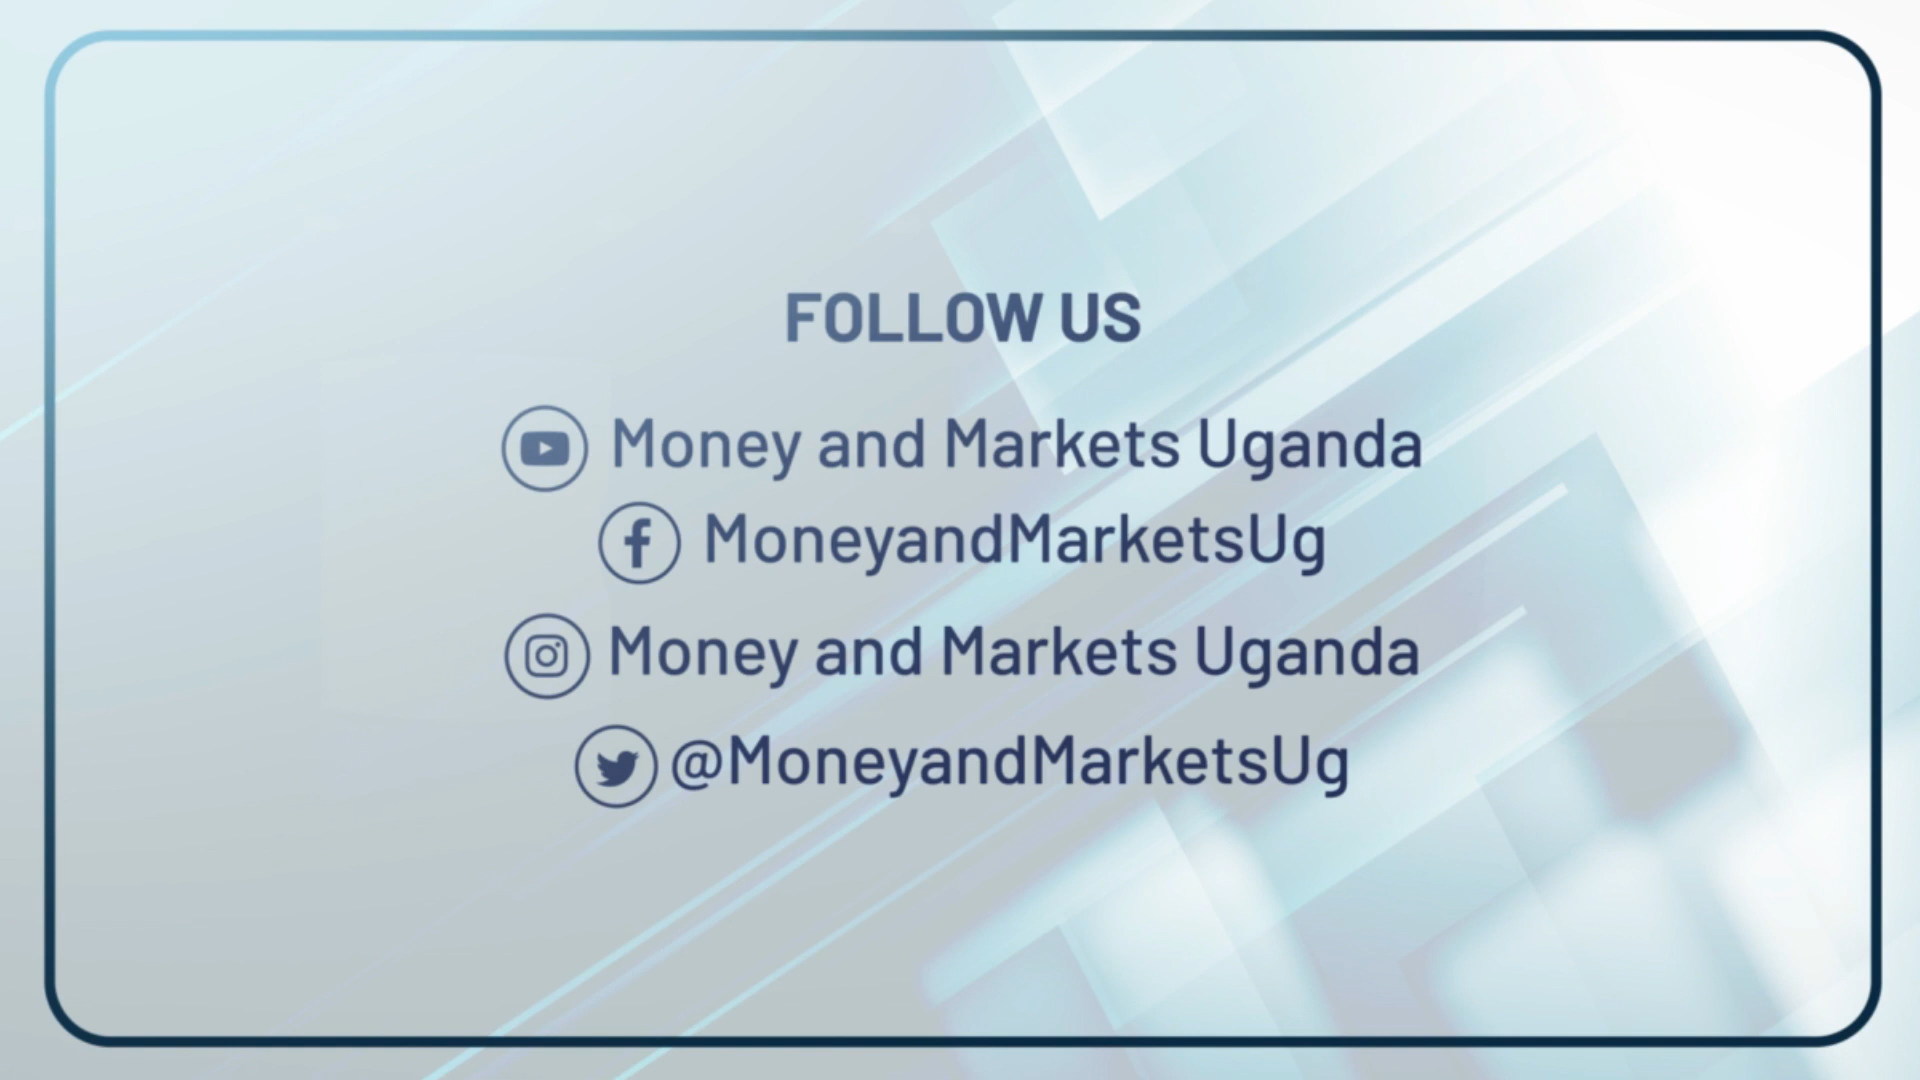 FOLLOW US
Money and Markets Uganda
MoneyandMarketsUg
Money and Markets Uganda
@MoneyandMarketsUg